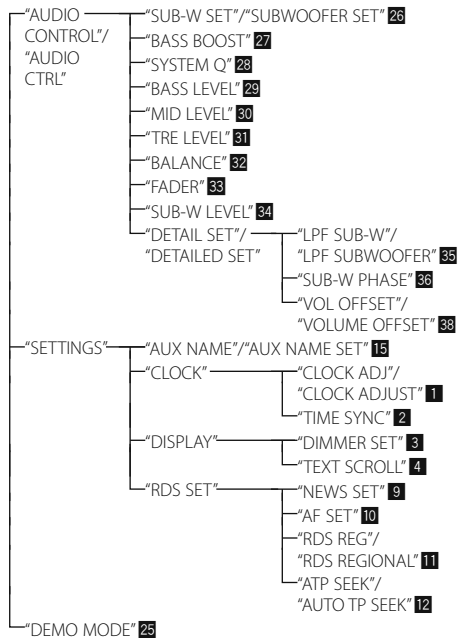 “AUDIO CONTROL”/ “AUDIO CTRL”
“SUB-W SET”/“SUBWOOFER SET” 26
“BASS BOOST” 27
“SYSTEM Q” 28
“BASS LEVEL” 29
“MID LEVEL” 30
“TRE LEVEL” 31
“BALANCE” 32
“FADER” 33
“SUB-W LEVEL” 34
“DETAIL SET”/
“DETAILED SET”
“LPF SUB-W”/
“LPF SUBWOOFER” 35
“SUB-W PHASE” 36
“VOL OFFSET”/
“VOLUME OFFSET” 38
“SETTINGS”
“AUX NAME”/“AUX NAME SET” 15
“CLOCK”
“CLOCK ADJ”/
“CLOCK ADJUST” 1
“TIME SYNC” 2
“DISPLAY”
“DIMMER SET” 3
“TEXT SCROLL” 4
“RDS SET”
“NEWS SET” 9
“AF SET” 10
“RDS REG”/
“RDS REGIONAL” 11
“ATP SEEK”/
“AUTO TP SEEK” 12
“DEMO MODE” 25